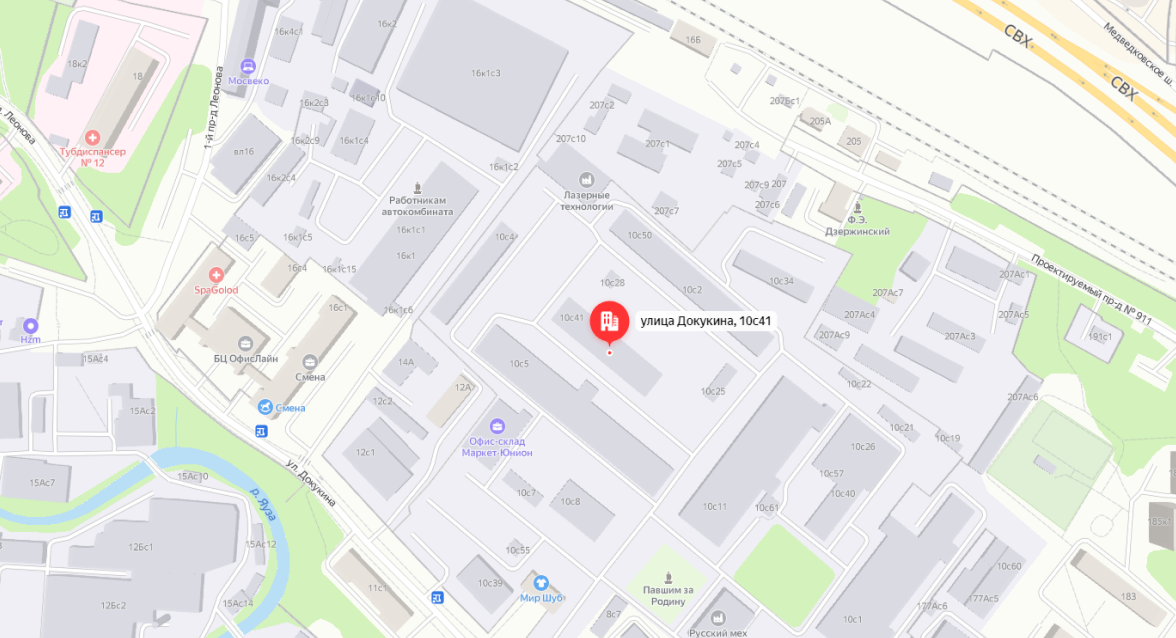 16к4с1
16к2
16Б
СВХ
Медведковское ш.
СВХ
18к2
18
Мосвеко
16к1с3
16к1с10
16к2с3
207с2
207Бс1
205А
205
л. Леонова
1-й пр-д Леонова
Тубдиспансер
№ 12
вл16
16к2с9
16к1с4
207с10
207с1
207с4
207с5
16к1с2
16к2с4
Работникам
автокомбината
Лазерные
технологии
207с9
207
207с6
207с7
Ф.Э.
Дзержинский
16к1с1
16с5
16к1с5
10с4
10с50
16к1
Проектируемый пр-д № 911
207Ас1
SpaGolod
16с4
16к1с15
10с28
10с2
10с34
207Ас7
16с1
16к1с6
10с41
улица Докукина, 10с41
207Ас4
207Ас3
207Ас5
191с1
Hzm
БЦ ОфисЛайн
207Ас9
207Ас2
15Ас4
Смена
14А
10с5
12А
10с25
10с22
207Ас6
12с2
Смена
15Ас2
10с21
10с19
Офис-склад
Маркет Юнион
12с1
10с26
ул. Докукина
15Ас7
15Ас10
р. Яуза
10с7
10с8
10с57
10с40
10с11
10с61
12Бс1
15Ас12
10с55
10с60
11с1
10с39
Мир Шуб
Павшим за
Родину
183
12Бс2
15Ас14
8с7
Русский мех
10с1
177Ас6
177Ас5